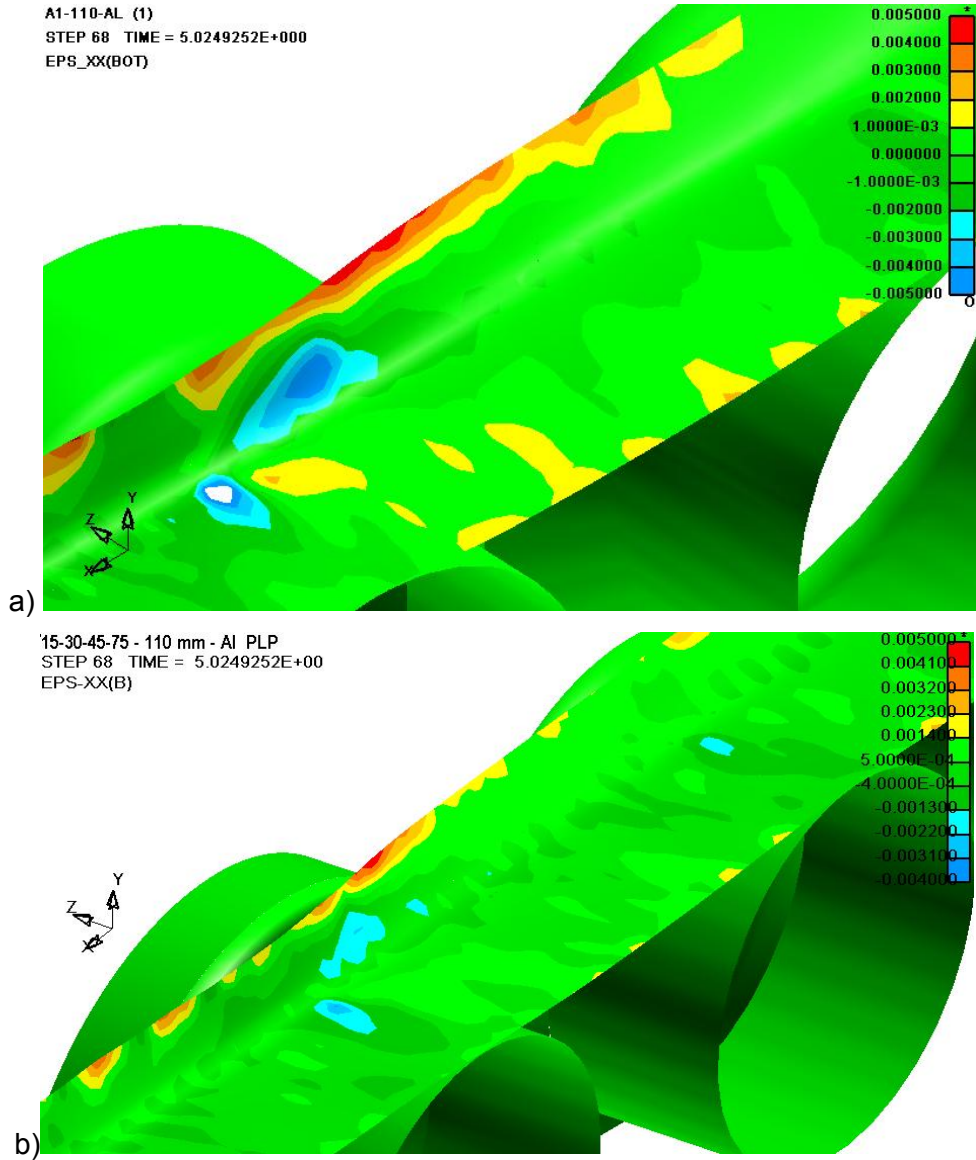 A1-110-AL (1)
STEP 68 TIME = 5.0249252E+000
EPS_XX(BOT)
*
0.005000
0.004000
0.003000
0.002000
1.0000E-03
0.000000
-1.0000E-03
-0.002000
-0.003000
-0.004000
-0.005000
O
Y
Z
X
a)
15-30-45-75 - 110 mm - Al PLP
STEP 68 TIME = 5.0249252E+00
EPS-XX(B)
*
0.005000
0.004100
0.003200
0.002300
0.001400
5.0000E-04
-4.0000E-04
-0.001300
-0.002200
-0.003100
-0.004000
Y
Z
X
b)